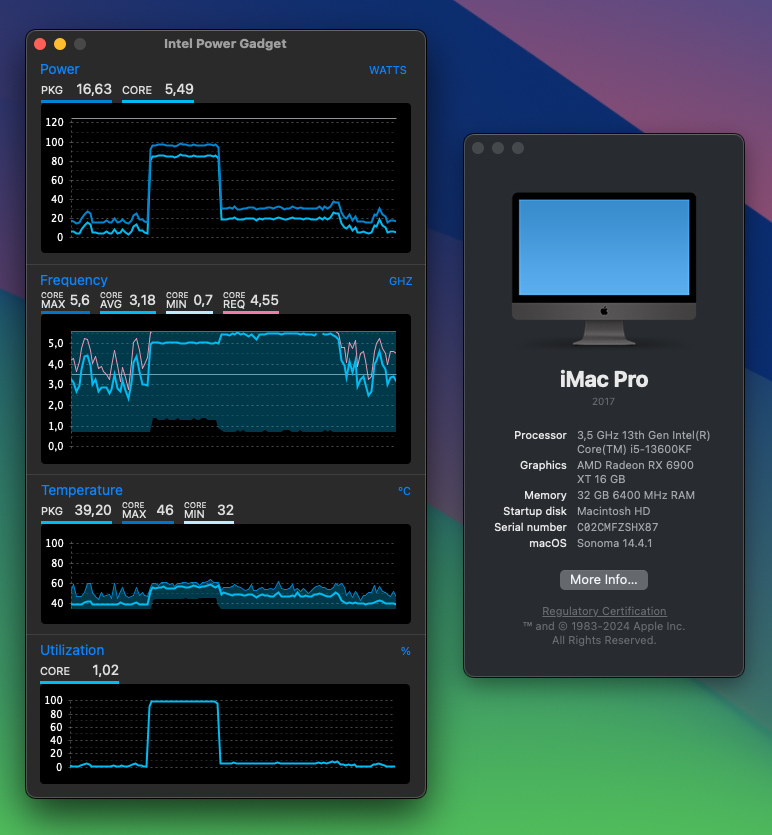 Intel Power Gadget
Power WATTS
PKG 16,63 CORE 5,49
120
100
80
60
40
20
0
Frequency GHZ
CORE MAX 5,6 CORE AVG 3,18 CORE MIN 0,7 CORE REQ 4,55
5,0
4,0
3,0
2,0
1,0
0,0
Temperature °C
PKG 39,20 CORE MAX 46 CORE MIN 32
100
80
60
40
Utilization %
CORE 1,02
100
80
60
40
20
0
iMac Pro
2017
Processor 3,5 GHz 13th Gen Intel(R)
Core(TM) i5-13600KF
Graphics AMD Radeon RX 6900
XT 16 GB
Memory 32 GB 6400 MHz RAM
Startup disk Macintosh HD
Serial number C02CMFZSHX87
macOS Sonoma 14.4.1
More Info...
Regulatory Certification
™ and © 1983-2024 Apple Inc.
All Rights Reserved.